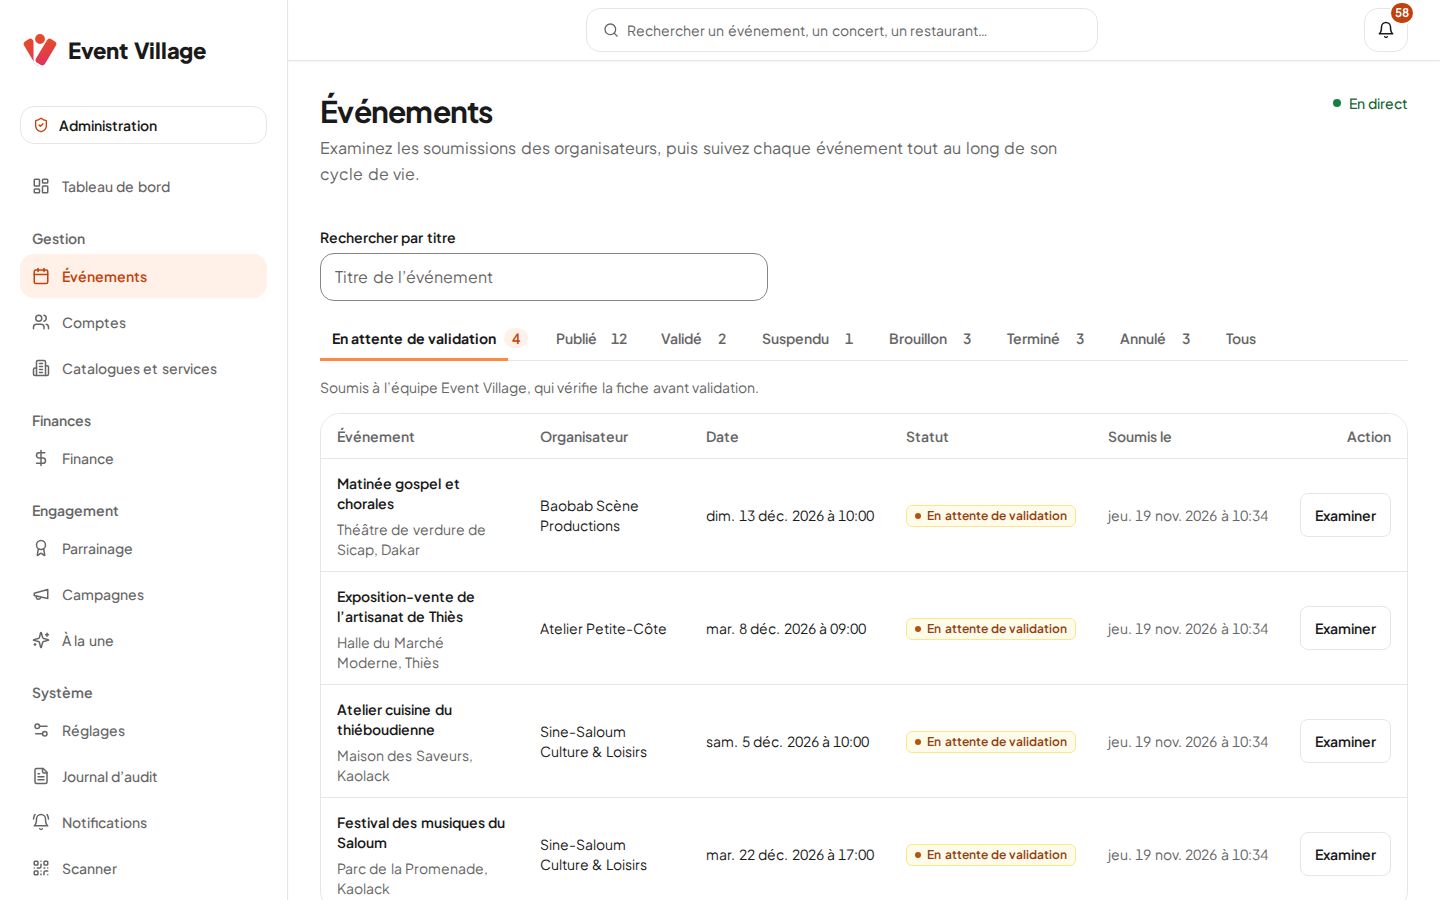 Event Village
Rechercher un événement, un concert, un restaurant…
58
Administration
Tableau de bord
Gestion
Événements
Comptes
Catalogues et services
Finances
Finance
Engagement
Parrainage
Campagnes
À la une
Système
Réglages
Journal d’audit
Notifications
Scanner
Événements
En direct
Examinez les soumissions des organisateurs, puis suivez chaque événement tout au long de son
cycle de vie.
Rechercher par titre
Titre de l’événement
En attente de validation 4 Publié 12 Validé 2 Suspendu 1 Brouillon 3 Terminé 3 Annulé 3 Tous
Soumis à l’équipe Event Village, qui vérifie la fiche avant validation.
Événement Organisateur Date Statut Soumis le Action
Matinée gospel et
chorales
Théâtre de verdure de
Sicap, Dakar
Baobab Scène
Productions
dim. 13 déc. 2026 à 10:00
En attente de validation
jeu. 19 nov. 2026 à 10:34
Examiner
Exposition-vente de
l’artisanat de Thiès
Halle du Marché
Moderne, Thiès
Atelier Petite-Côte
mar. 8 déc. 2026 à 09:00
En attente de validation
jeu. 19 nov. 2026 à 10:34
Examiner
Atelier cuisine du
thiéboudienne
Maison des Saveurs,
Kaolack
Sine-Saloum
Culture & Loisirs
sam. 5 déc. 2026 à 10:00
En attente de validation
jeu. 19 nov. 2026 à 10:34
Examiner
Festival des musiques du
Saloum
Parc de la Promenade,
Kaolack
Sine-Saloum
Culture & Loisirs
mar. 22 déc. 2026 à 17:00
En attente de validation
jeu. 19 nov. 2026 à 10:34
Examiner